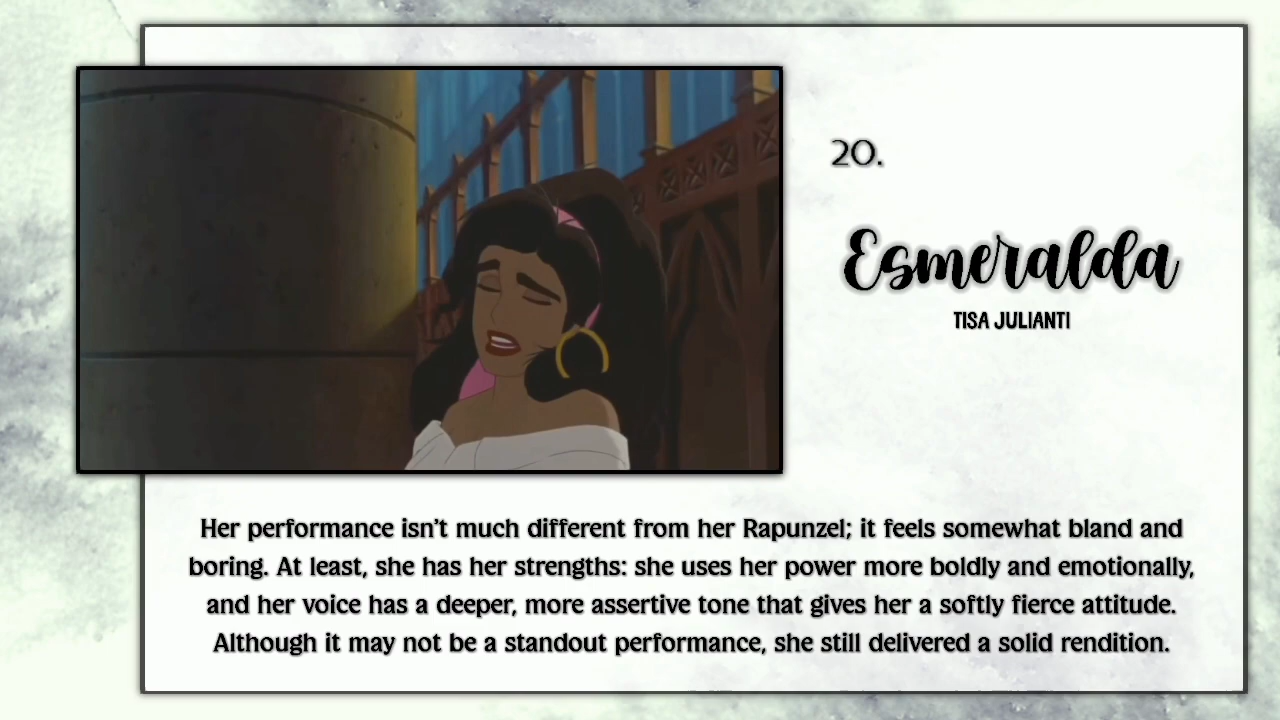 20.
Esmeralda
TISA JULIANTI
Her performance isn't much different from her Rapunzel; it feels somewhat bland and
boring. At least, she has her strengths: she uses her power more boldly and emotionally,
and her voice has a deeper, more assertive tone that gives her a softly fierce attitude.
Although it may not be a standout performance, she still delivered a solid rendition.